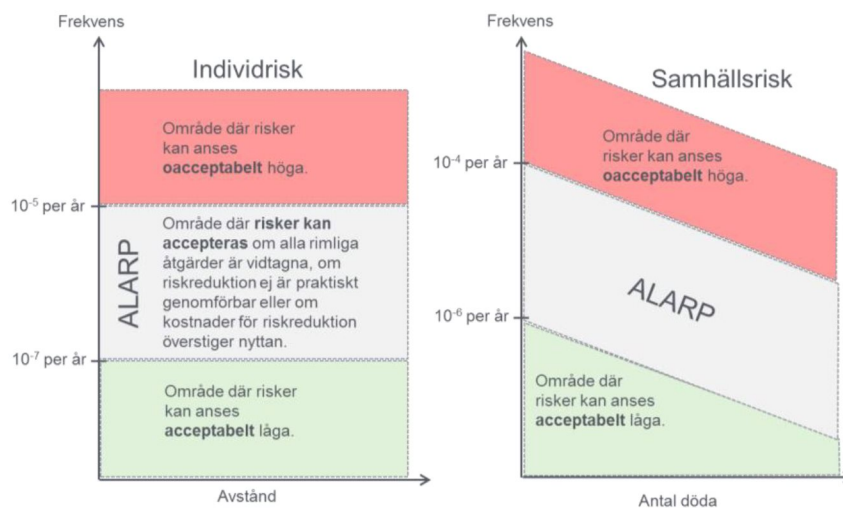 Frekvens
Individrisk
Område där risker
kan anses
oacceptabelt höga.
10⁻⁵ per år
ALARP
Område där risker kan
accepteras om alla rimliga
åtgärder är vidtagna, om
riskreduktion ej är praktiskt
genomförbar eller om
kostnader för riskreduktion
överstiger nyttan.
10⁻⁷ per år
Område där risker
kan anses
acceptabelt låga.
Avstånd
Frekvens
Samhällsrisk
Område där
risker kan anses
oacceptabelt höga.
10⁻⁴ per år
ALARP
10⁻⁶ per år
Område där
risker kan anses
acceptabelt låga.
Antal döda